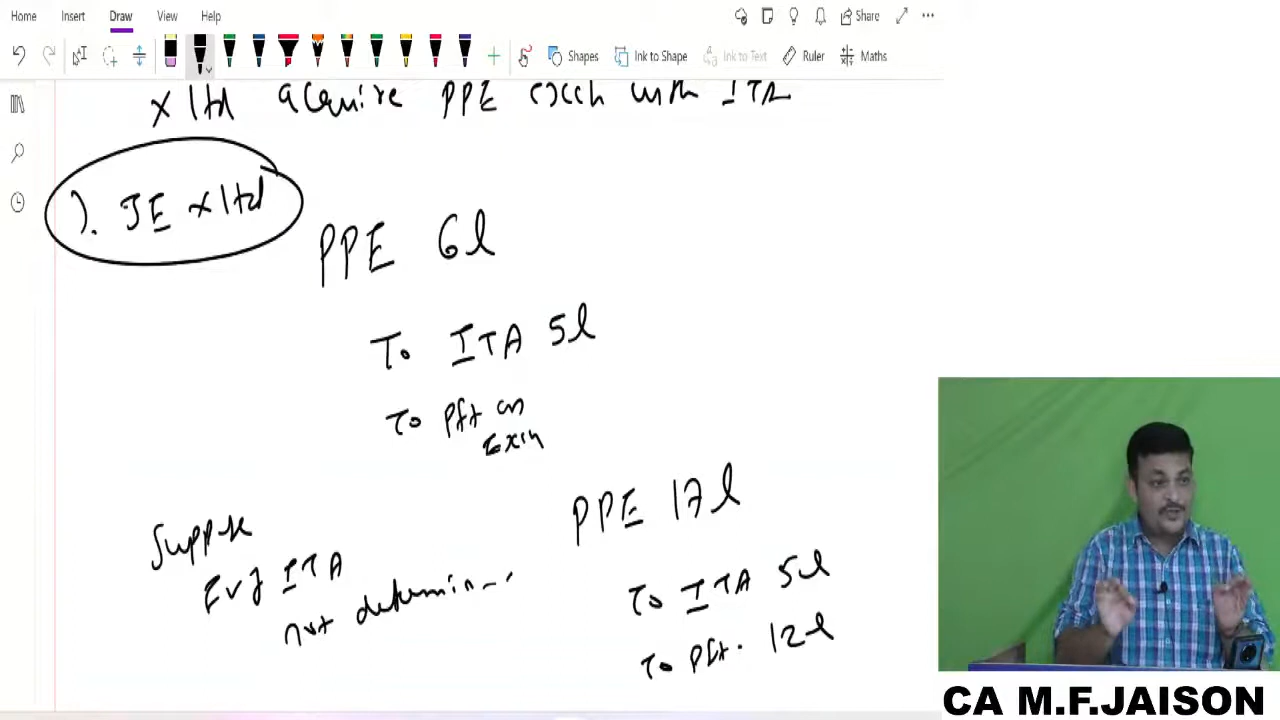 Home Insert Draw View Help Share
Shapes Ink to Shape Ink to Text Ruler Maths
x ltd acquire PPE exch with ITA
1). JE x ltd
PPE 6l
To ITA 5l
To Pft on
Exch
Suppose
FV of ITA
not determin
PPE 17l
To ITA 5l
To Pft. 12l
CA M.F.JAISON